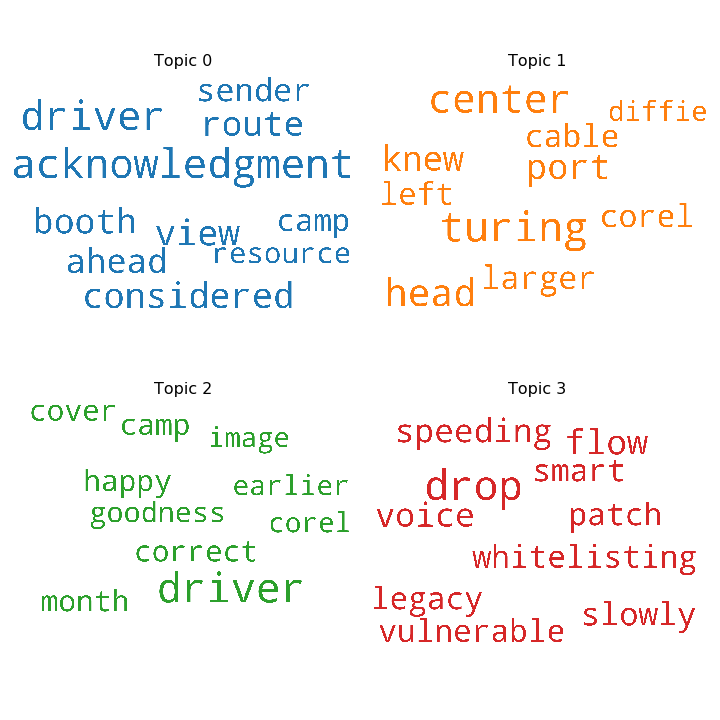 Topic 0
sender
driver
route
acknowledgment
booth
view
camp
ahead
resource
considered
Topic 1
center
diffie
cable
knew
port
left
turing
corel
head
larger
Topic 2
cover
camp
image
happy
earlier
goodness
corel
correct
driver
month
Topic 3
speeding
flow
smart
drop
voice
patch
whitelisting
legacy
slowly
vulnerable